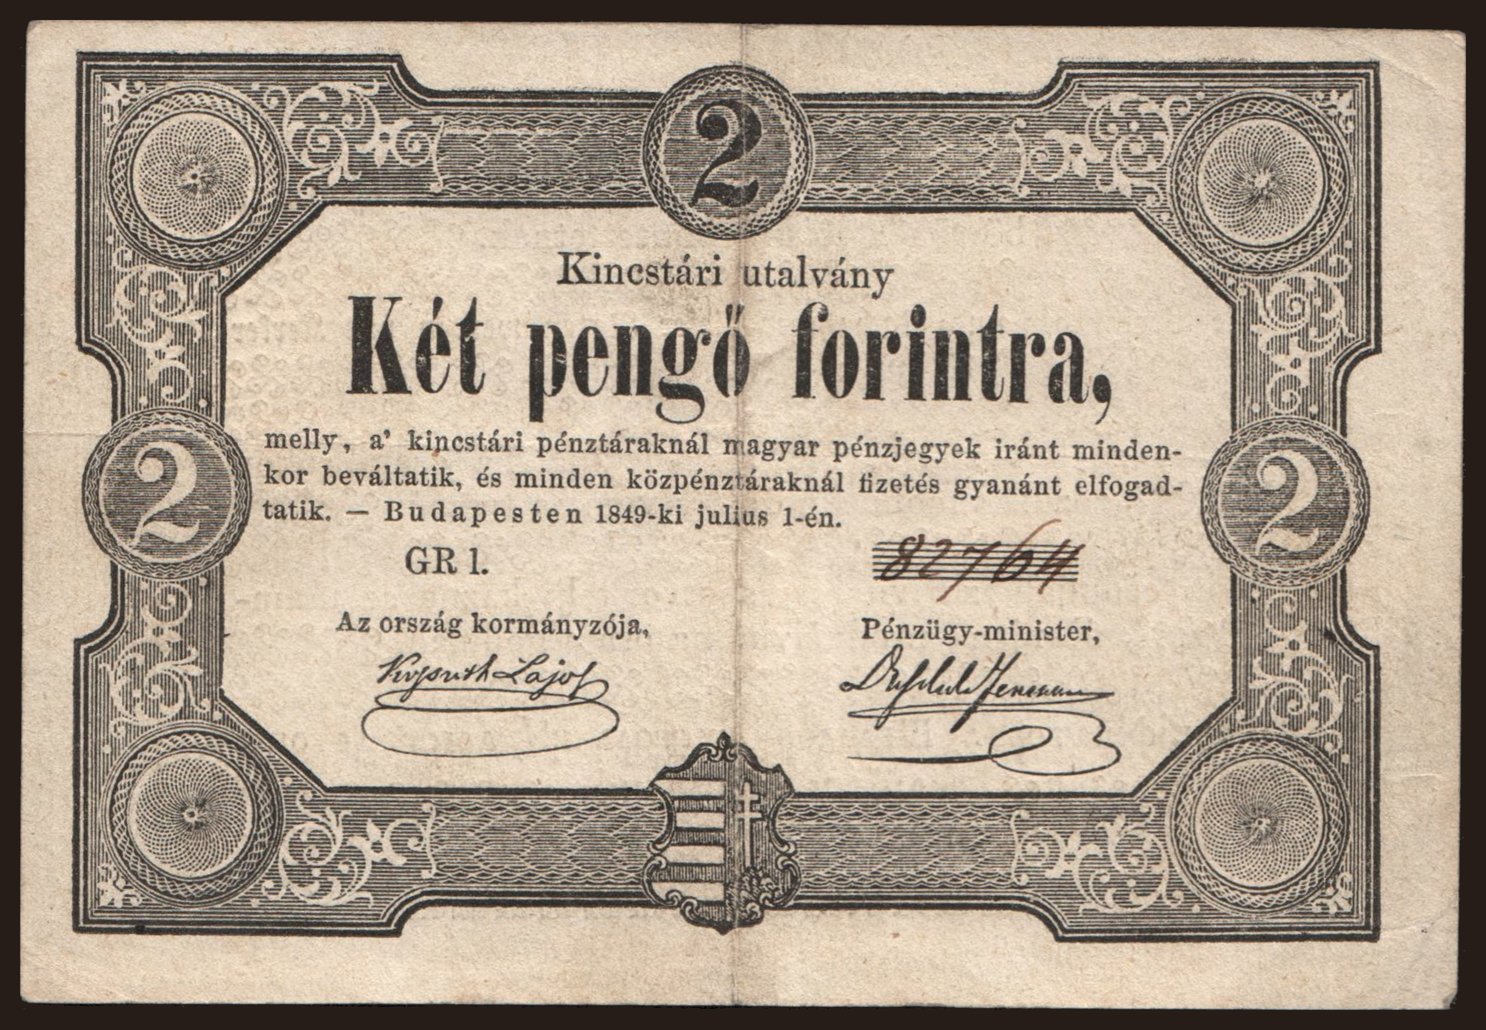 2
Kincstári utalvány
Két pengő forintra,
melly, a' kincstári pénztáraknál magyar pénzjegyek iránt minden-
kor beváltatik, és minden közpénztáraknál fizetés gyanánt elfogad-
tatik. — Budapesten 1849-ki julius 1-én.
2 2
GR 1. 82764
Az ország kormányzója, Pénzügy-minister,
Kossuth Lajos Duschek Ferencz